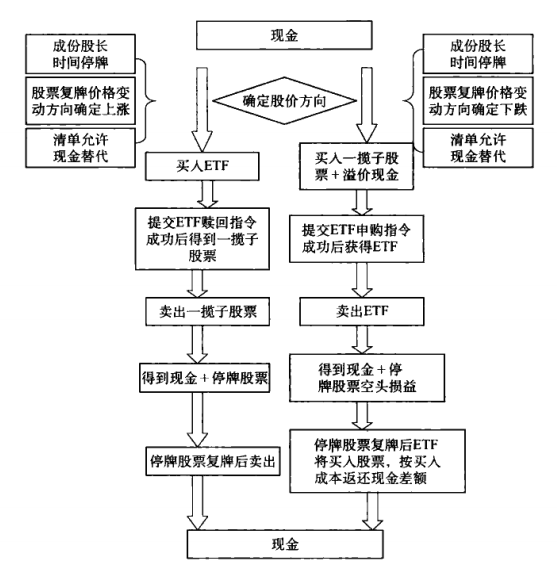 现金
成份股长
时间停牌
股票复牌价格变
动方向确定上涨
清单允许
现金替代
确定股价方向
成份股长
时间停牌
股票复牌价格变
动方向确定下跌
清单允许
现金替代
买入ETF
提交ETF赎回指令
成功后得到一揽子
股票
卖出一揽子股票
得到现金＋停牌股票
停牌股票复牌后卖出
买入一揽子股
票＋溢价现金
提交ETF申购指令
成功后获得ETF
卖出ETF
得到现金＋停
牌股票空头损益
停牌股票复牌后ETF
将买入股票，按买入
成本返还现金差额
现金